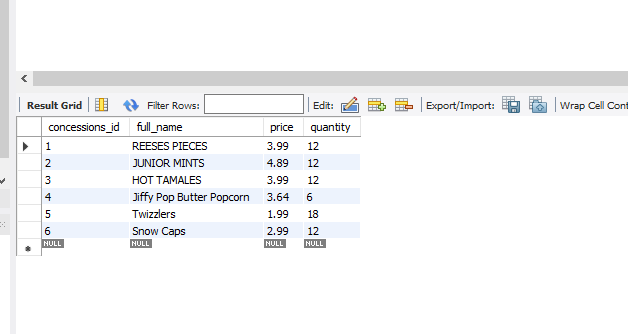 Result Grid Filter Rows: Edit: Export/Import: Wrap Cell Cont
concessions_id full_name price quantity
1 REESES PIECES 3.99 12
2 JUNIOR MINTS 4.89 12
3 HOT TAMALES 3.99 12
4 Jiffy Pop Butter Popcorn 3.64 6
5 Twizzlers 1.99 18
6 Snow Caps 2.99 12
NULL NULL NULL NULL